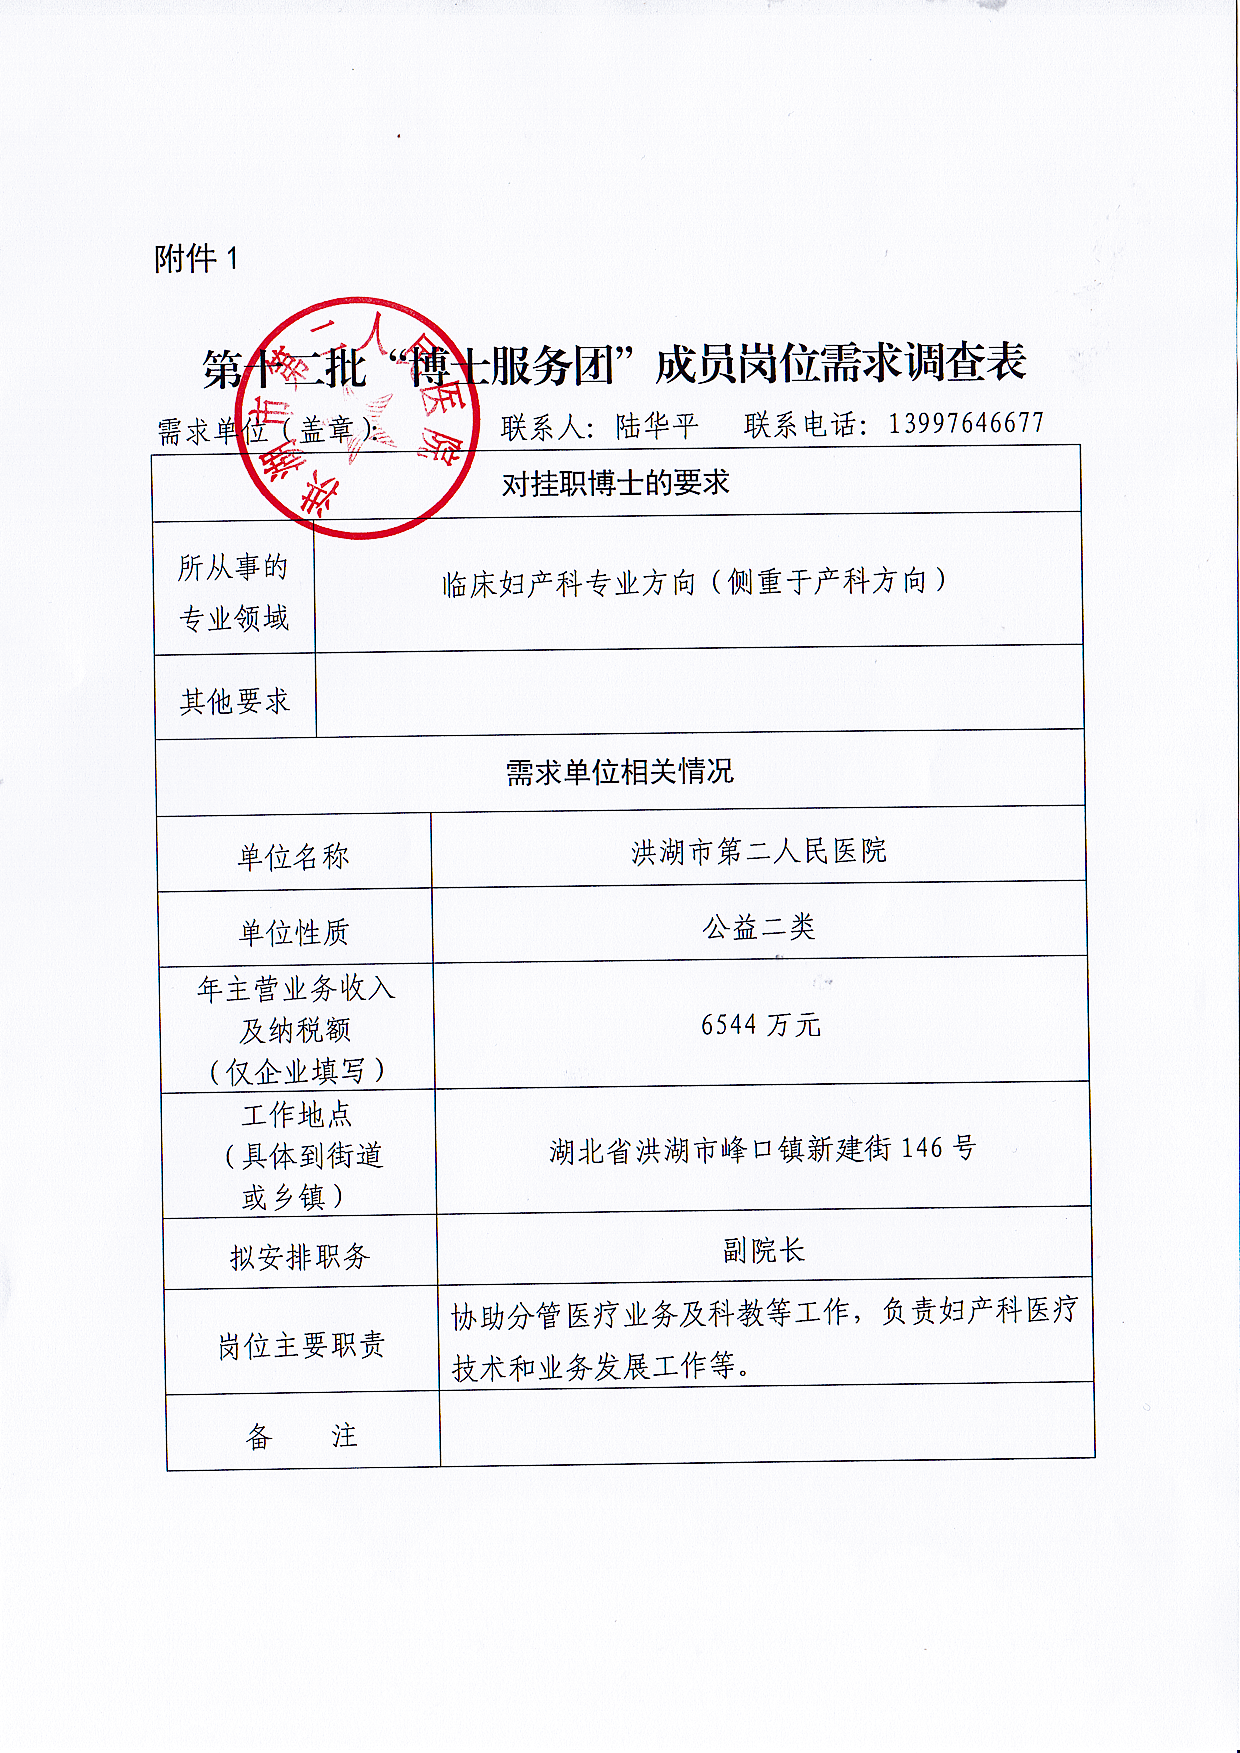 附件 1
第十二批“博士服务团”成员岗位需求调查表
洪湖市第二人民医院
需求单位（盖章）： 联系人: 陆华平 联系电话: 13997646677
对挂职博士的要求
所从事的
专业领域
临床妇产科专业方向（侧重于产科方向）
其他要求
需求单位相关情况
单位名称 洪湖市第二人民医院
单位性质 公益二类
年主营业务收入
及纳税额
（仅企业填写）
6544 万元
工作地点
（具体到街道
或乡镇）
湖北省洪湖市峰口镇新建街 146 号
拟安排职务 副院长
岗位主要职责
协助分管医疗业务及科教等工作，负责妇产科医疗
技术和业务发展工作等。
备 注